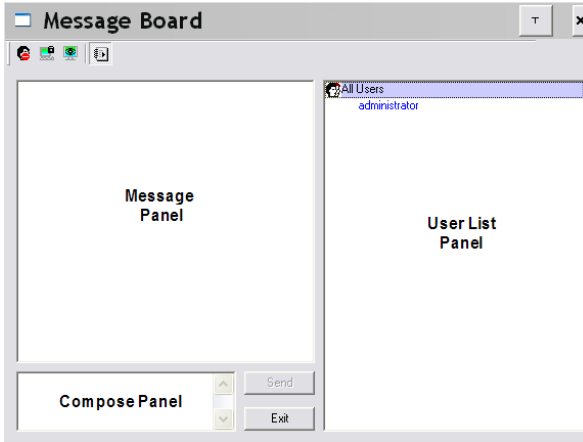 Message Board
T
All Users
administrator
Message
Panel
User List
Panel
Compose Panel
Send
Exit